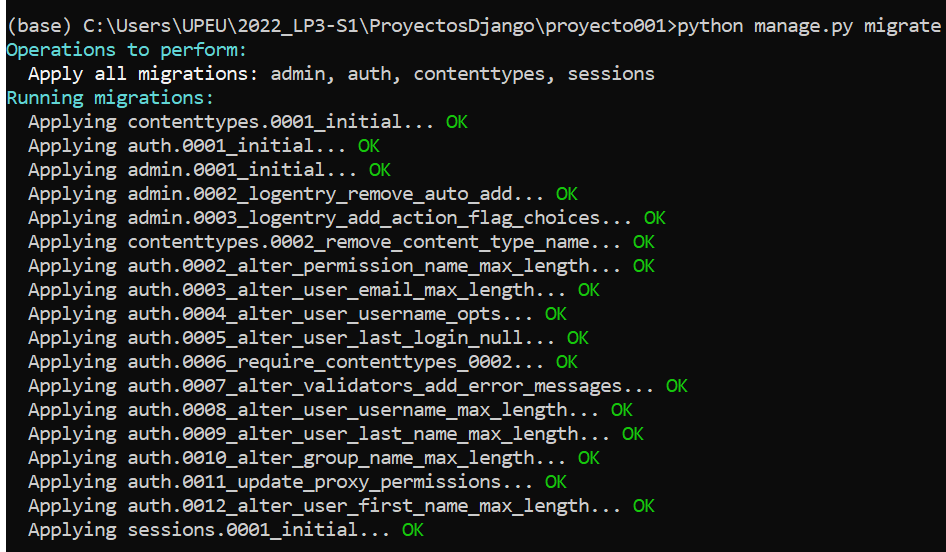 (base) C:\Users\UPEU\2022_LP3-S1\ProyectosDjango\proyecto001>python manage.py migrate
Operations to perform:
  Apply all migrations: admin, auth, contenttypes, sessions
Running migrations:
  Applying contenttypes.0001_initial... OK
  Applying auth.0001_initial... OK
  Applying admin.0001_initial... OK
  Applying admin.0002_logentry_remove_auto_add... OK
  Applying admin.0003_logentry_add_action_flag_choices... OK
  Applying contenttypes.0002_remove_content_type_name... OK
  Applying auth.0002_alter_permission_name_max_length... OK
  Applying auth.0003_alter_user_email_max_length... OK
  Applying auth.0004_alter_user_username_opts... OK
  Applying auth.0005_alter_user_last_login_null... OK
  Applying auth.0006_require_contenttypes_0002... OK
  Applying auth.0007_alter_validators_add_error_messages... OK
  Applying auth.0008_alter_user_username_max_length... OK
  Applying auth.0009_alter_user_last_name_max_length... OK
  Applying auth.0010_alter_group_name_max_length... OK
  Applying auth.0011_update_proxy_permissions... OK
  Applying auth.0012_alter_user_first_name_max_length... OK
  Applying sessions.0001_initial... OK